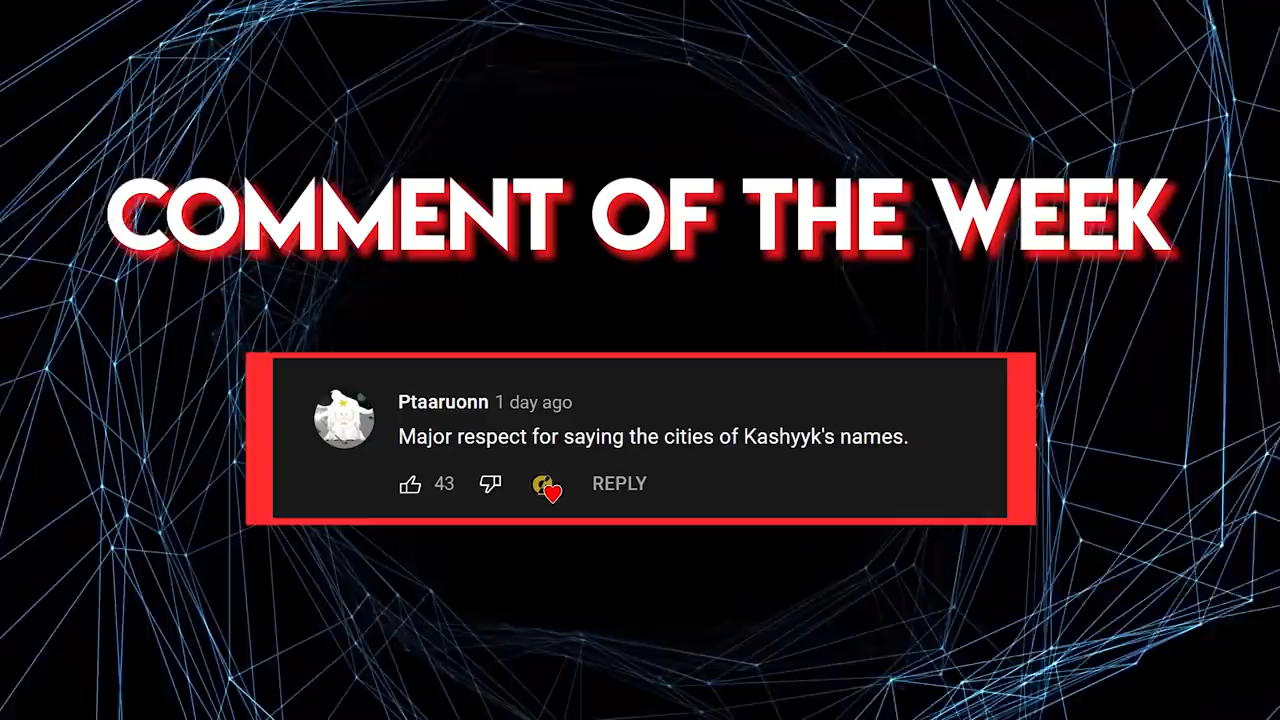 COMMENT OF THE WEEK
Ptaaruonn 1 day ago
Major respect for saying the cities of Kashyyk's names.
43 REPLY